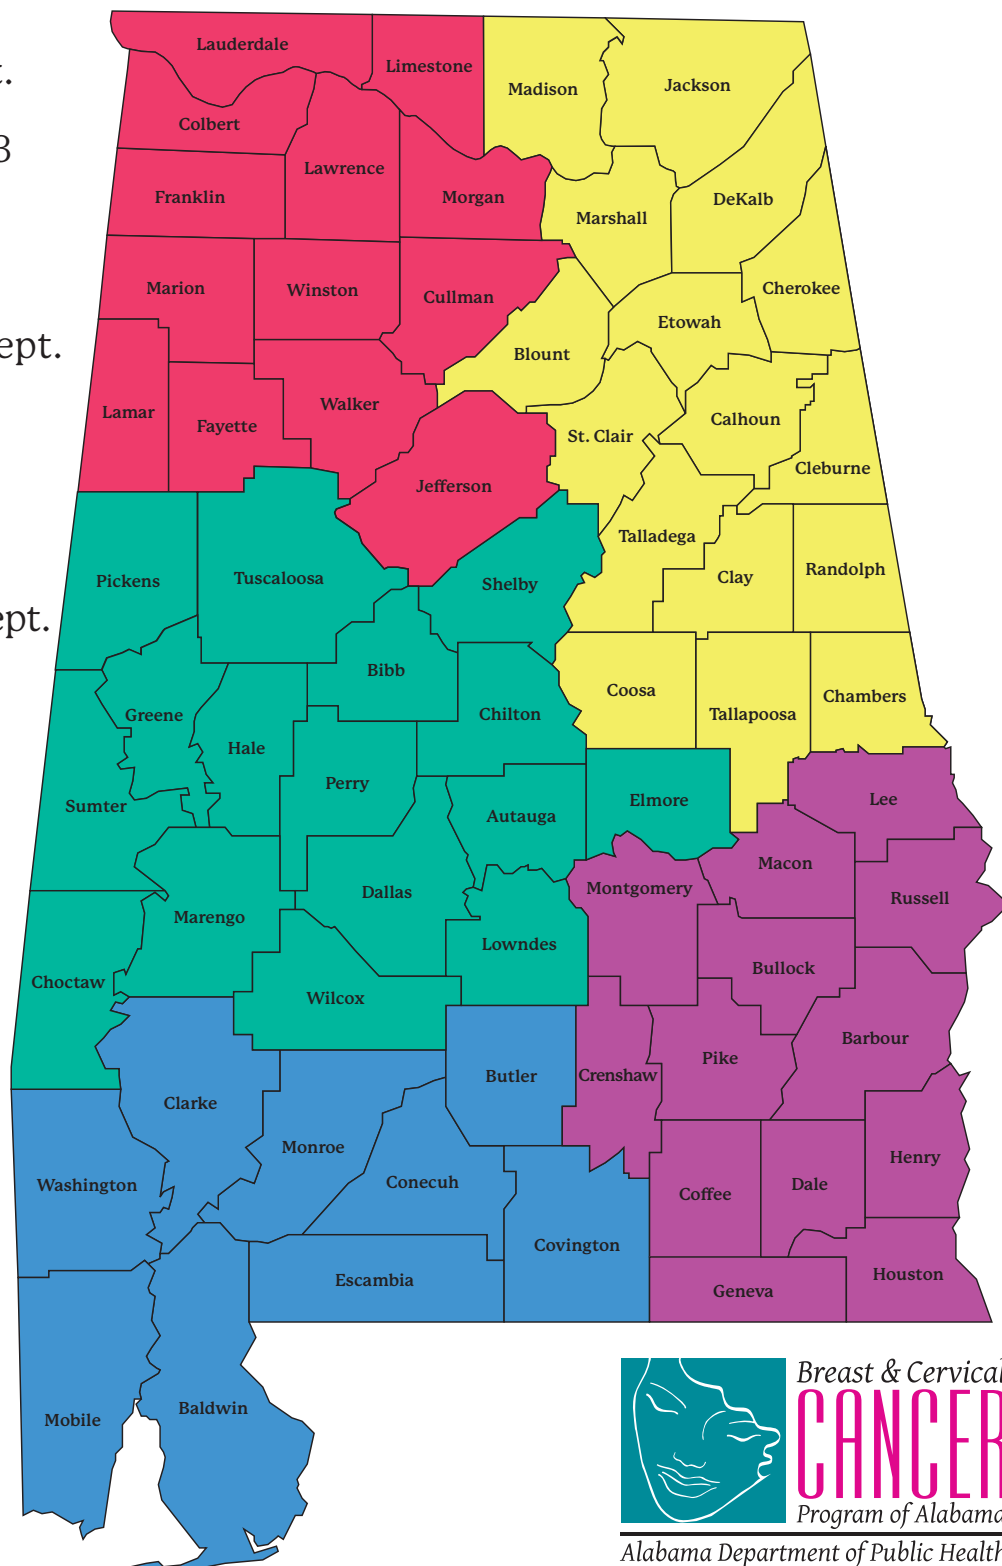 t.
3
ept.
ept.
Lauderdale
Limestone
Madison
Jackson
Colbert
Lawrence
Franklin
Morgan
Marshall
DeKalb
Marion
Winston
Cullman
Cherokee
Etowah
Blount
Lamar
Fayette
Walker
St. Clair
Calhoun
Cleburne
Jefferson
Talladega
Pickens
Tuscaloosa
Shelby
Clay
Randolph
Bibb
Coosa
Tallapoosa
Chambers
Greene
Hale
Chilton
Perry
Sumter
Autauga
Elmore
Lee
Macon
Dallas
Montgomery
Russell
Marengo
Lowndes
Bullock
Choctaw
Wilcox
Barbour
Pike
Butler
Crenshaw
Clarke
Monroe
Conecuh
Washington
Henry
Coffee
Dale
Covington
Escambia
Geneva
Houston
Mobile
Baldwin
Breast & Cervical
CANCER
Program of Alabama
Alabama Department of Public Health